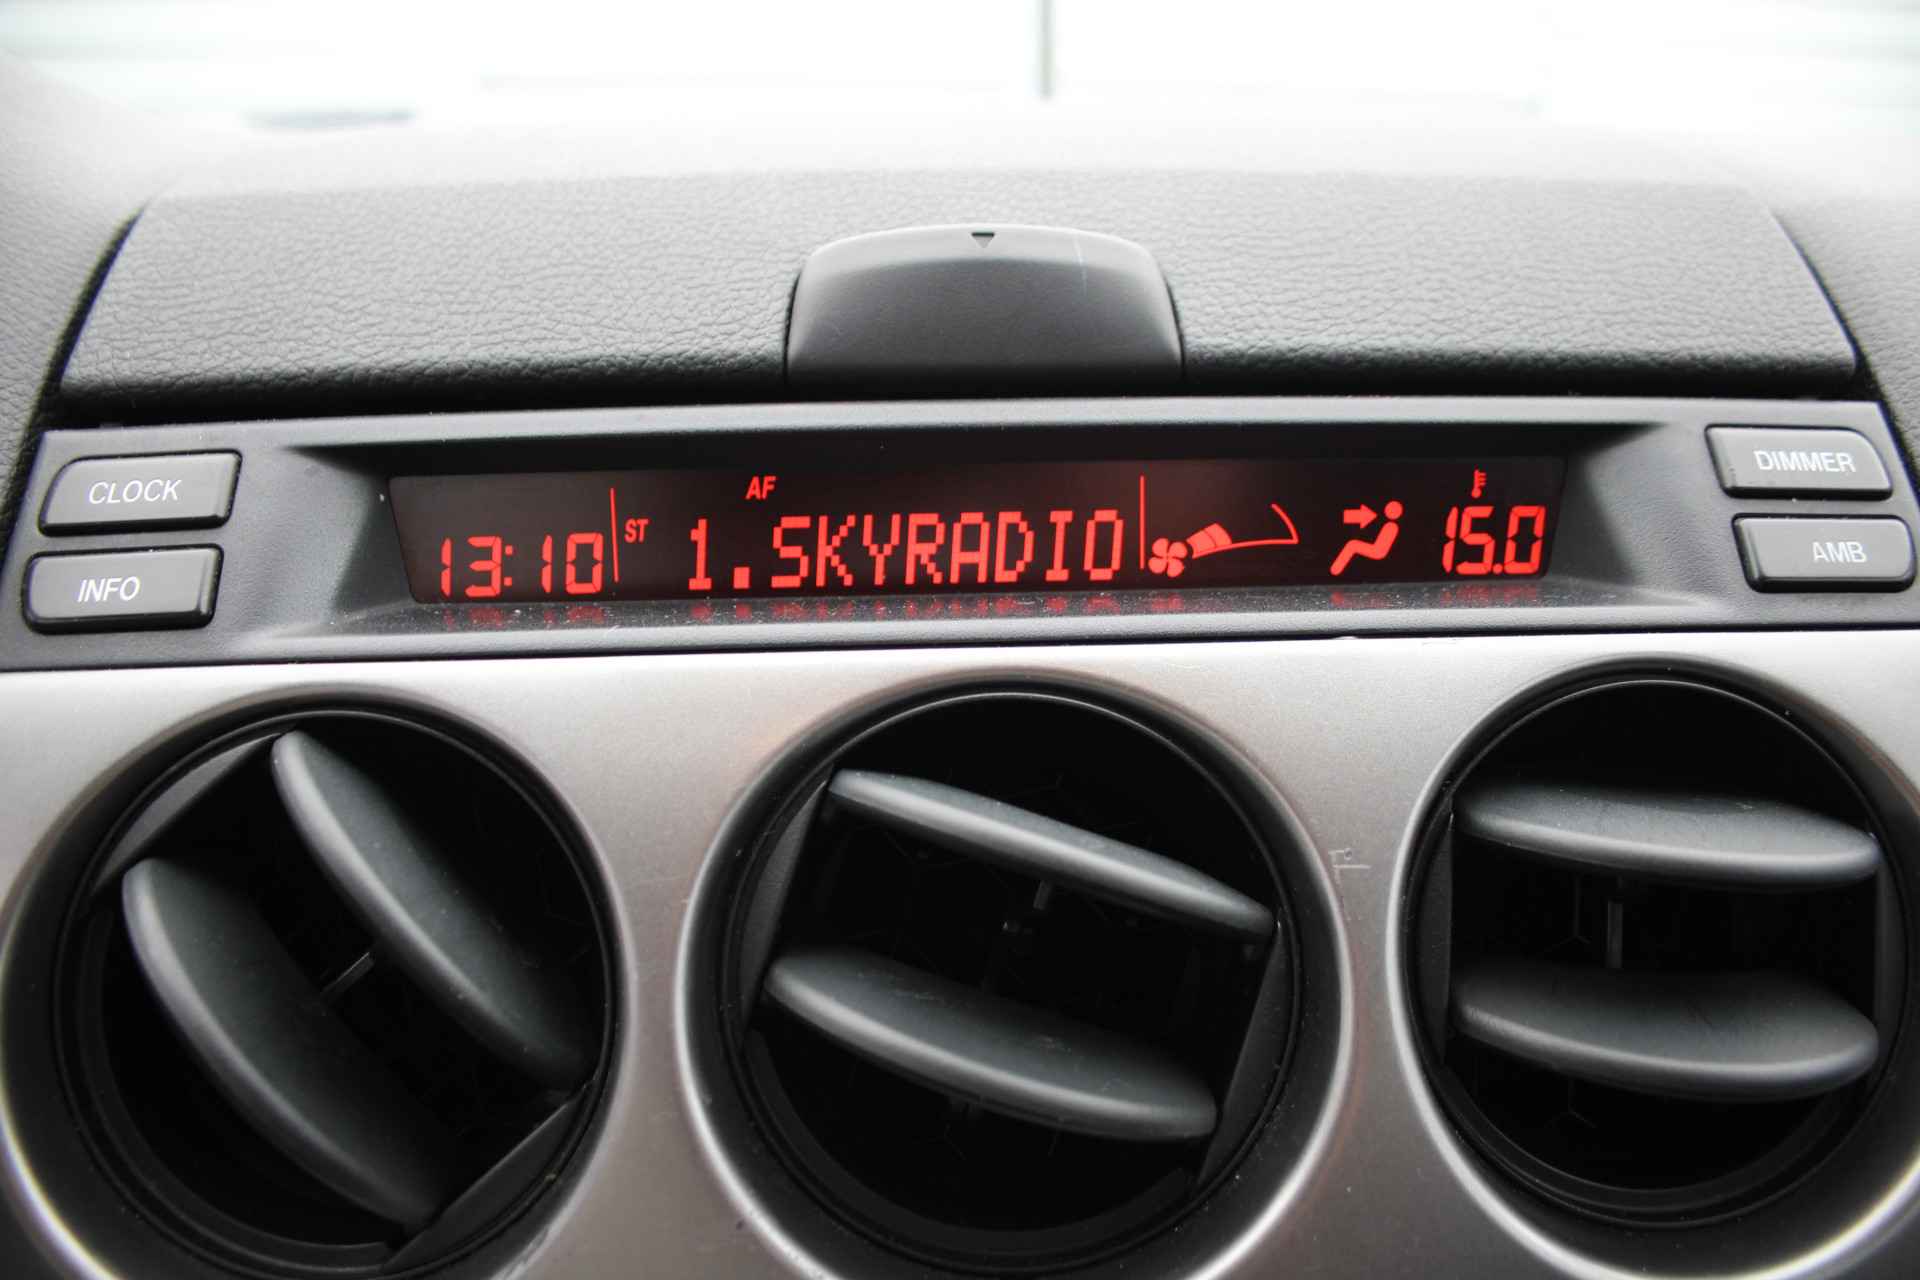 CLOCK
INFO
13:10
ST
AF
1.SKYRADIO
15.0
DIMMER
AMB